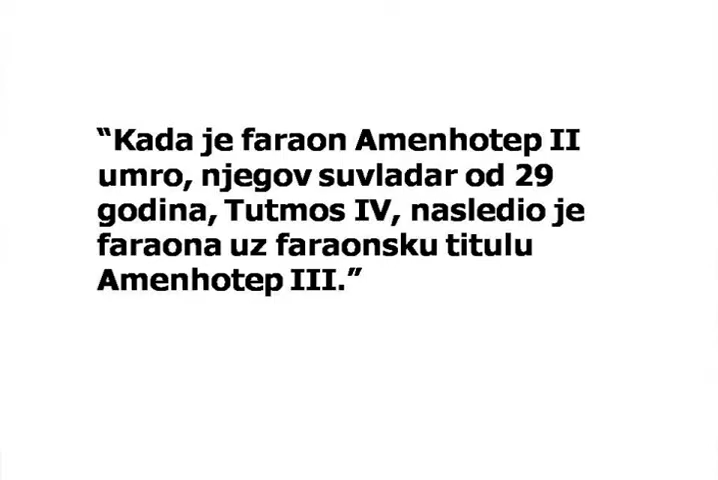 “Kada je faraon Amenhotep II
umro, njegov suvladar od 29
godina, Tutmos IV, nasledio je
faraona uz faraonsku titulu
Amenhotep III.”